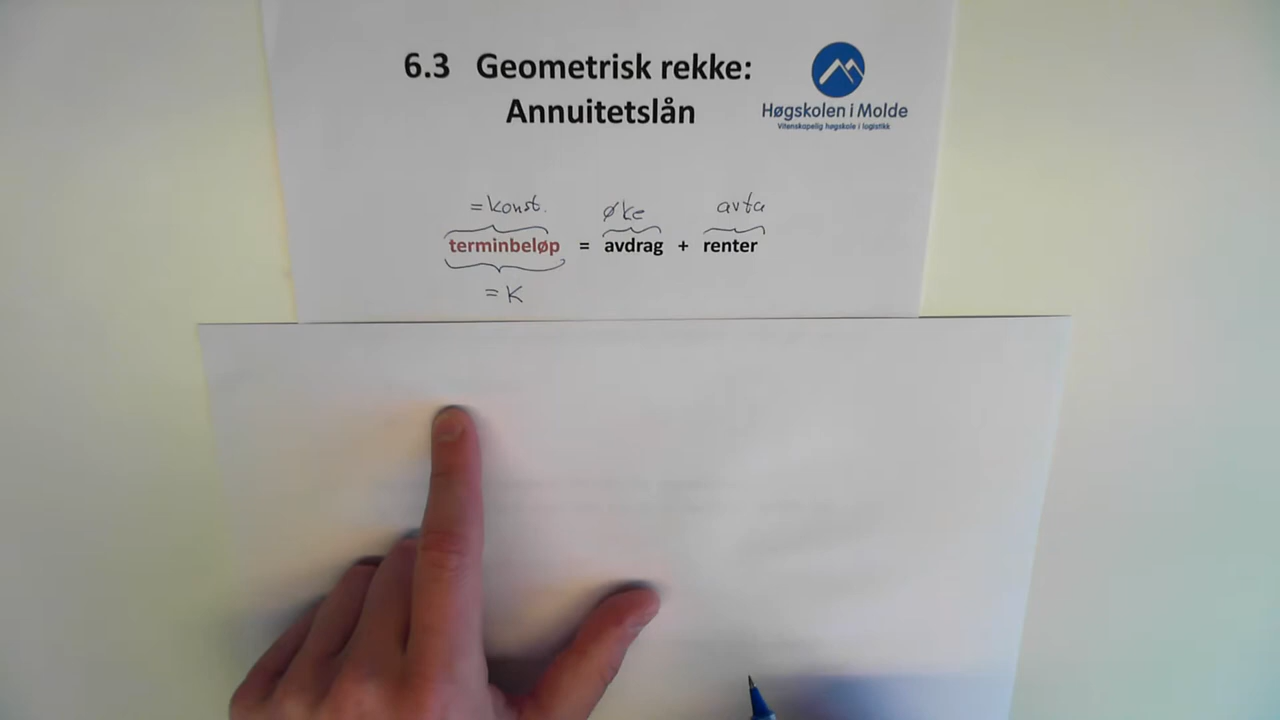 6.3 Geometrisk rekke:
Annuitetslån
Høgskolen i Molde
Vitenskapelig høgskole i logistikk
=konst. øke avta
terminbeløp = avdrag + renter
=K